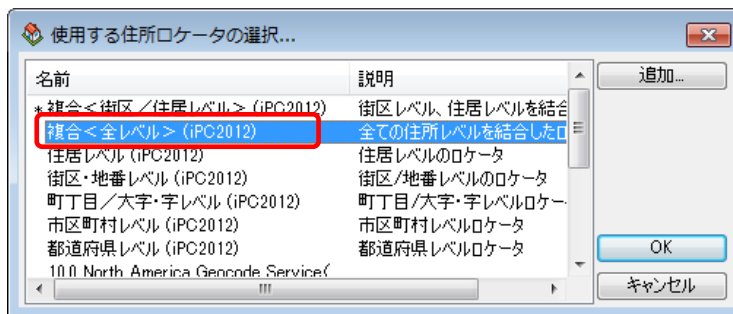 使用する住所ロケータの選択...
名前 説明 追加...
*複合＜街区／住居レベル＞ (iPC2012) 街区レベル、住居レベルを結合
複合＜全レベル＞ (iPC2012) 全ての住所レベルを結合したロ
住居レベル (iPC2012) 住居レベルのロケータ
街区・地番レベル (iPC2012) 街区/地番レベルのロケータ
町丁目／大字・字レベル (iPC2012) 町丁目/大字・字レベルロケー
市区町村レベル (iPC2012) 市区町村レベルロケータ
都道府県レベル (iPC2012) 都道府県レベルロケータ OK
10.0 North America Geocode Service(
キャンセル